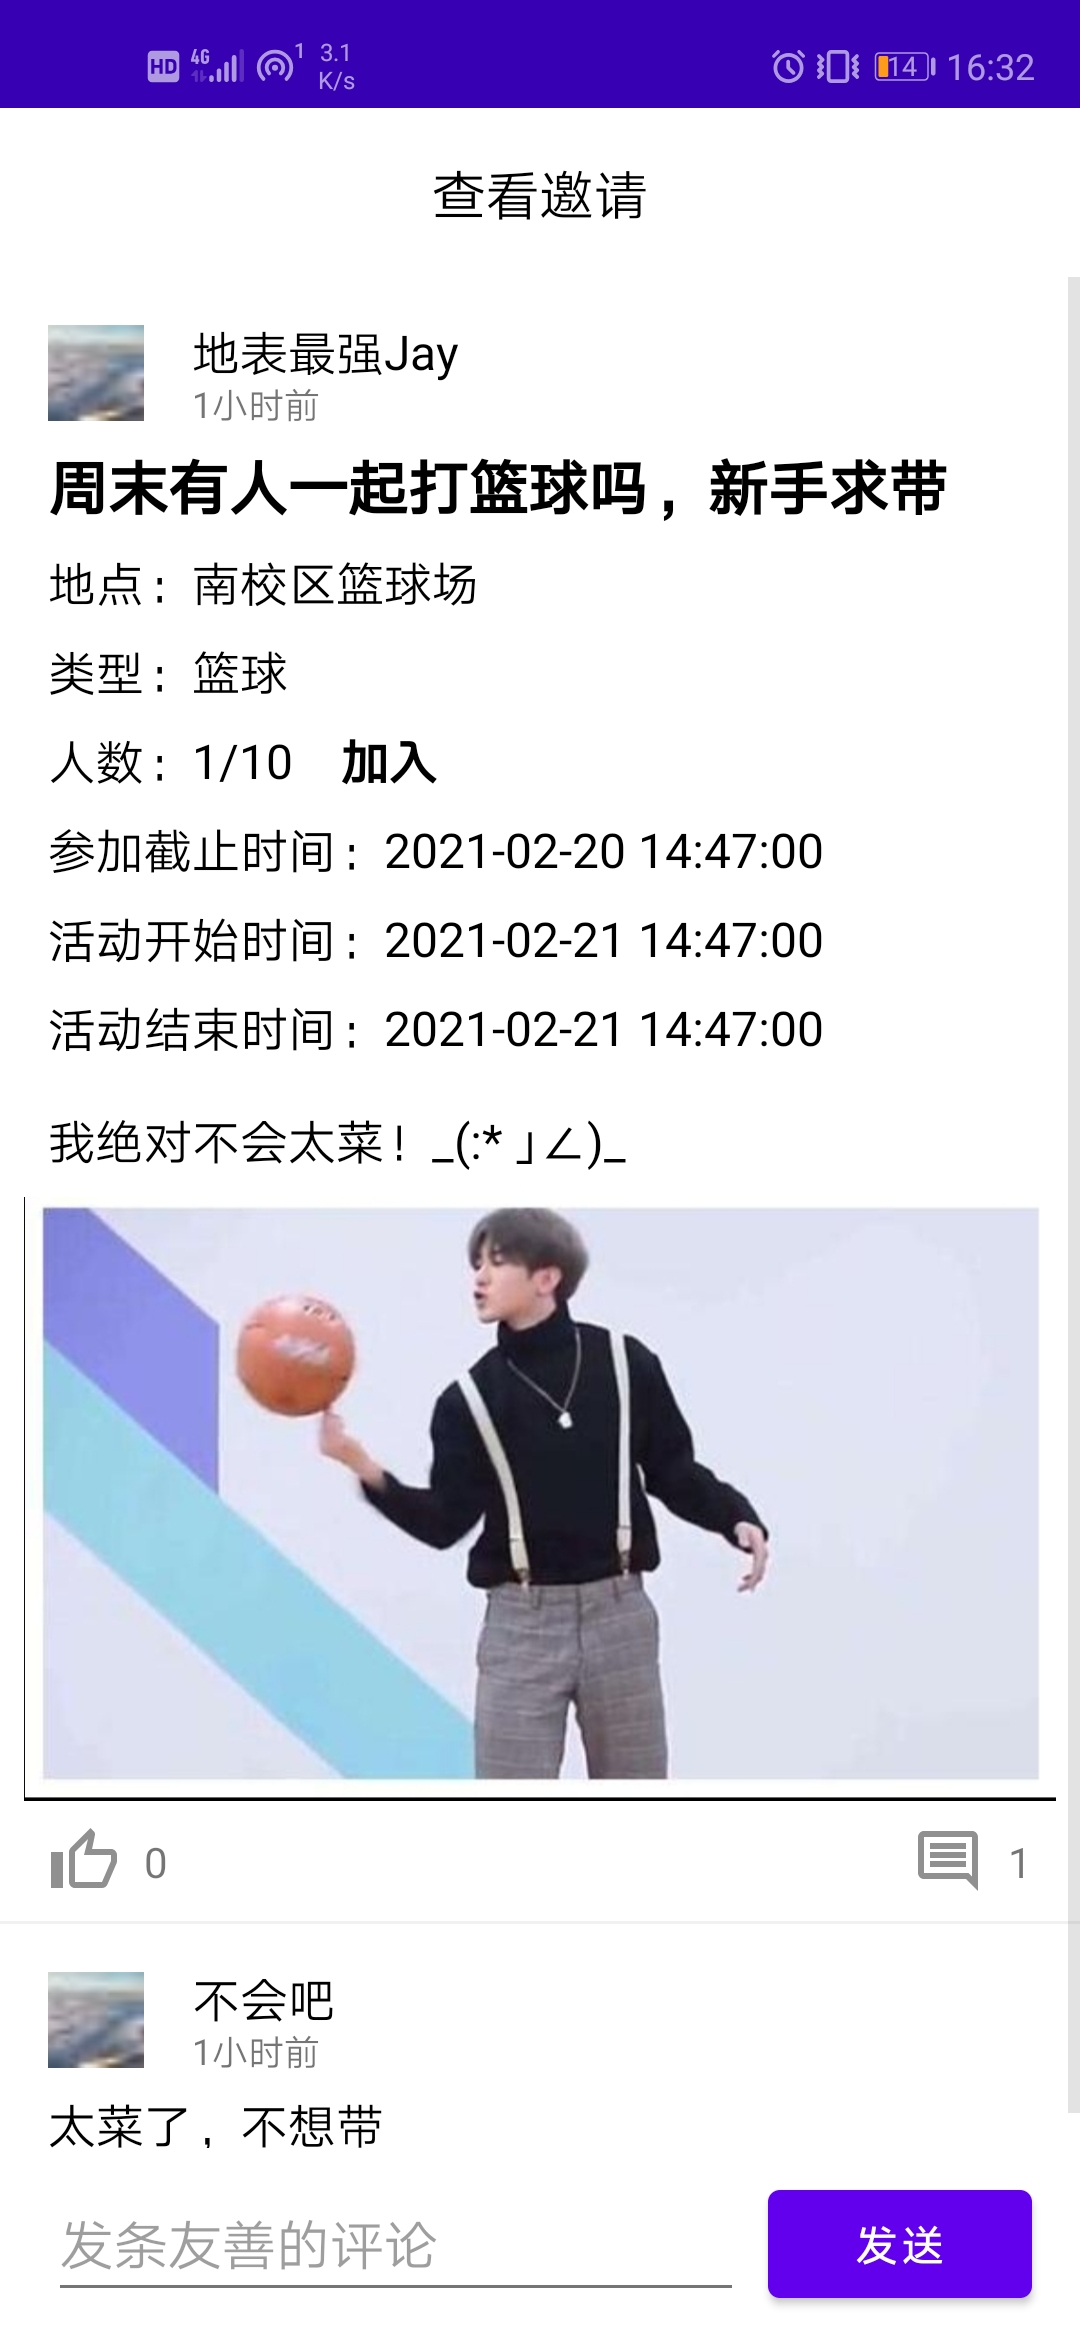 HD 4G 1 3.1 K/s 14 16:32
查看邀请
地表最强Jay
1小时前
周末有人一起打篮球吗，新手求带
地点：南校区篮球场
类型：篮球
人数：1/10 加入
参加截止时间：2021-02-20 14:47:00
活动开始时间：2021-02-21 14:47:00
活动结束时间：2021-02-21 14:47:00
我绝对不会太菜！_(:*｣∠)_
0 1
不会吧
1小时前
太菜了，不想带
发条友善的评论 发送